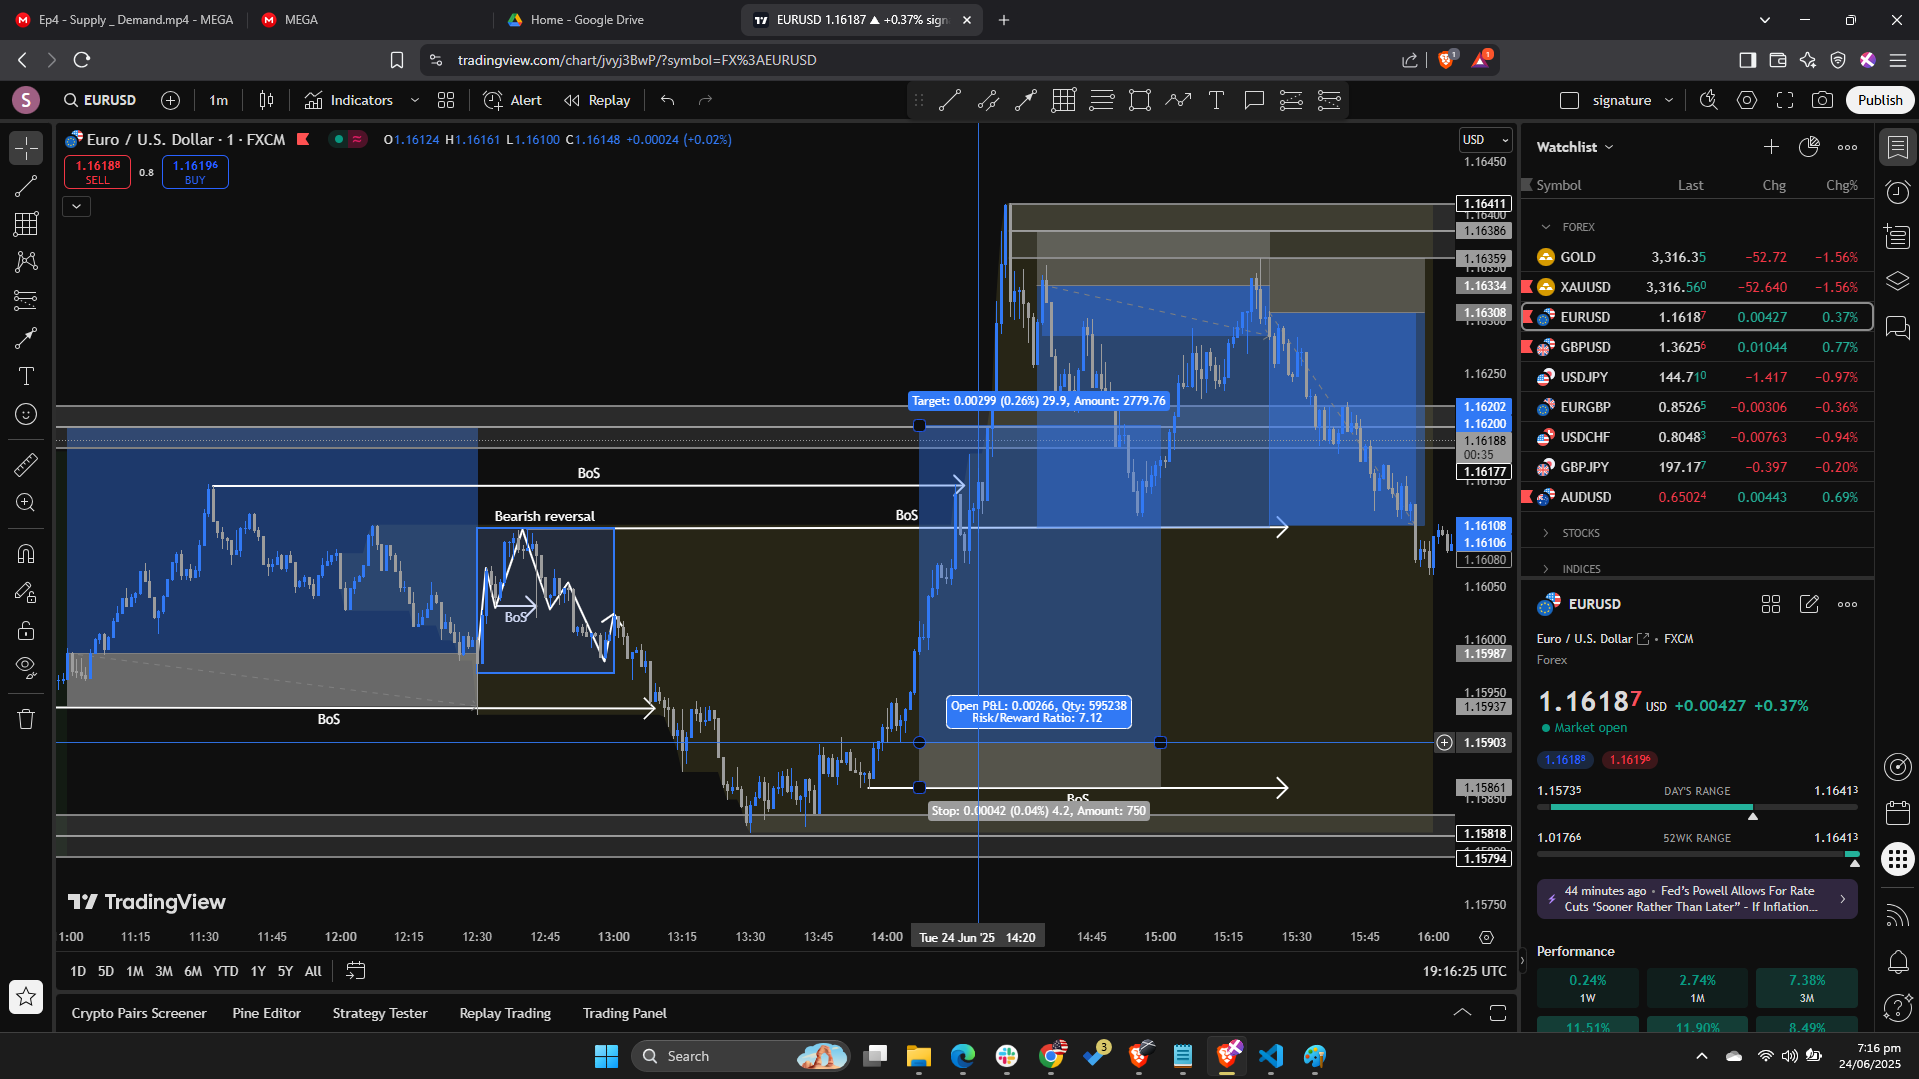 Ep4 - Supply _ Demand.mp4 - MEGA
MEGA
Home - Google Drive
EURUSD 1.16187 ▲ +0.37% sign
tradingview.com/chart/jvyj3BwP/?symbol=FX%3AEURUSD
S
EURUSD
1m
Indicators
Alert
Replay
signature
Publish
Euro / U.S. Dollar · 1 · FXCM
O1.16124 H1.16161 L1.16100 C1.16148 +0.00024 (+0.02%)
1.16188
SELL
0.8
1.16196
BUY
USD
1.16450
1.16411
1.16400
1.16386
1.16359
1.16334
1.16308
1.16250
1.16202
1.16200
1.16188
00:35
1.16177
1.16108
1.16106
1.16080
1.16050
1.16000
1.15987
1.15950
1.15937
1.15903
1.15861
1.15850
1.15818
1.15794
1.15750
Target: 0.00299 (0.26%) 29.9, Amount: 2779.76
BoS
Bearish reversal
BoS
BoS
BoS
Open P&L: 0.00266, Qty: 595238
Risk/Reward Ratio: 7.12
BoS
Stop: 0.00042 (0.04%) 4.2, Amount: 750
TradingView
1:00 11:15 11:30 11:45 12:00 12:15 12:30 12:45 13:00 13:15 13:30 13:45 14:00 Tue 24 Jun '25 14:20 14:45 15:00 15:15 15:30 15:45 16:00
1D 5D 1M 3M 6M YTD 1Y 5Y All
19:16:25 UTC
Crypto Pairs Screener
Pine Editor
Strategy Tester
Replay Trading
Trading Panel
Watchlist
Symbol Last Chg Chg%
FOREX
GOLD 3,316.35 −52.72 −1.56%
XAUUSD 3,316.560 −52.640 −1.56%
EURUSD 1.16187 0.00427 0.37%
GBPUSD 1.36256 0.01044 0.77%
USDJPY 144.710 −1.417 −0.97%
EURGBP 0.85265 −0.00306 −0.36%
USDCHF 0.80483 −0.00763 −0.94%
GBPJPY 197.177 −0.397 −0.20%
AUDUSD 0.65024 0.00443 0.69%
STOCKS
INDICES
EURUSD
Euro / U.S. Dollar • FXCM
Forex
1.16187 USD +0.00427 +0.37%
Market open
1.16188 1.16196
1.15735 DAY'S RANGE 1.16413
1.01766 52WK RANGE 1.16413
44 minutes ago • Fed's Powell Allows For Rate
Cuts ‘Sooner Rather Than Later” - If Inflation...
Performance
0.24%
1W
2.74%
1M
7.38%
3M
11.51%
11.90%
8.49%
Search
3
7:16 pm
24/06/2025